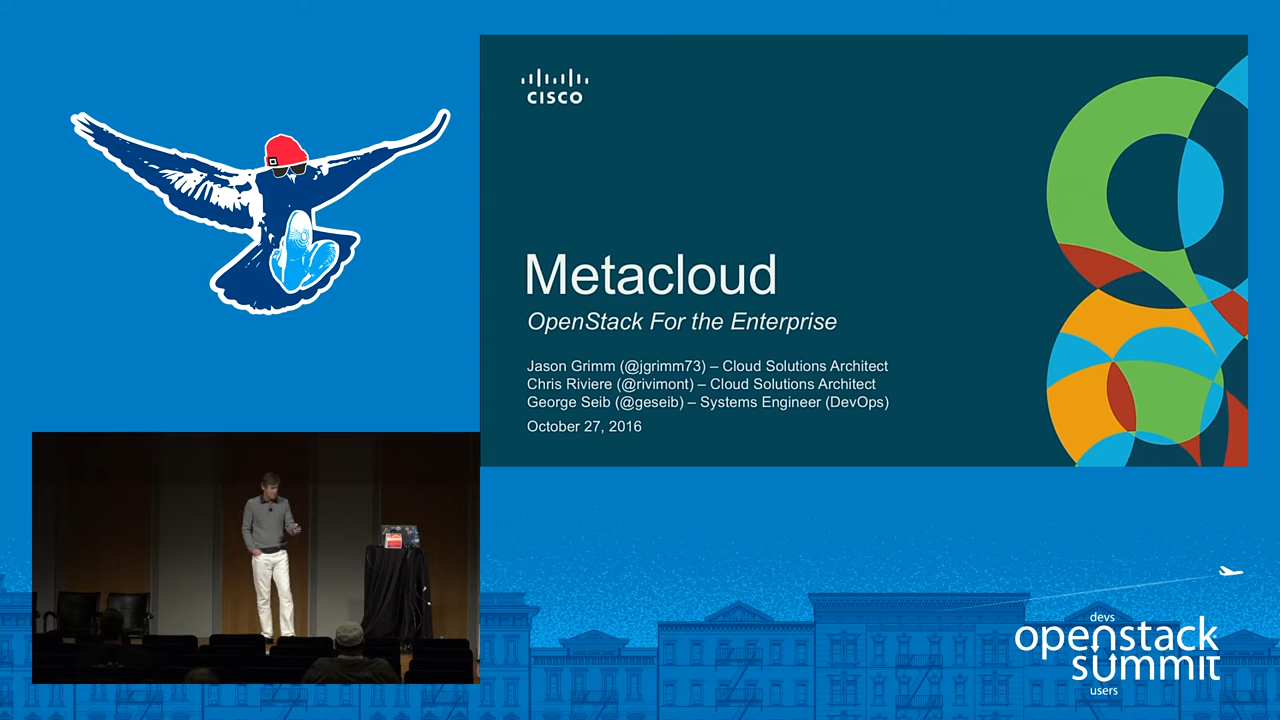 CISCO
Metacloud
OpenStack For the Enterprise
Jason Grimm (@jgrimm73) – Cloud Solutions Architect
Chris Riviere (@rivimont) – Cloud Solutions Architect
George Seib (@geseib) – Systems Engineer (DevOps)
October 27, 2016
devs
openstack
summit
users